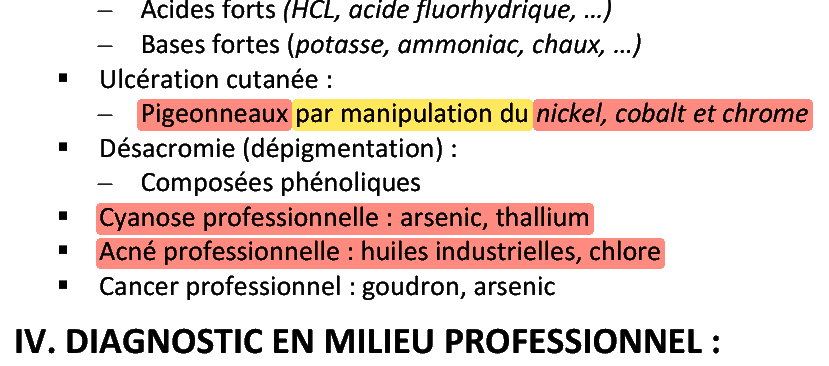 – Acides forts (HCL, acide fluorhydrique, …)
– Bases fortes (potasse, ammoniac, chaux, …)
▪ Ulcération cutanée :
– Pigeonneaux par manipulation du nickel, cobalt et chrome
▪ Désacromie (dépigmentation) :
– Composées phénoliques
▪ Cyanose professionnelle : arsenic, thallium
▪ Acné professionnelle : huiles industrielles, chlore
▪ Cancer professionnel : goudron, arsenic
IV. DIAGNOSTIC EN MILIEU PROFESSIONNEL :